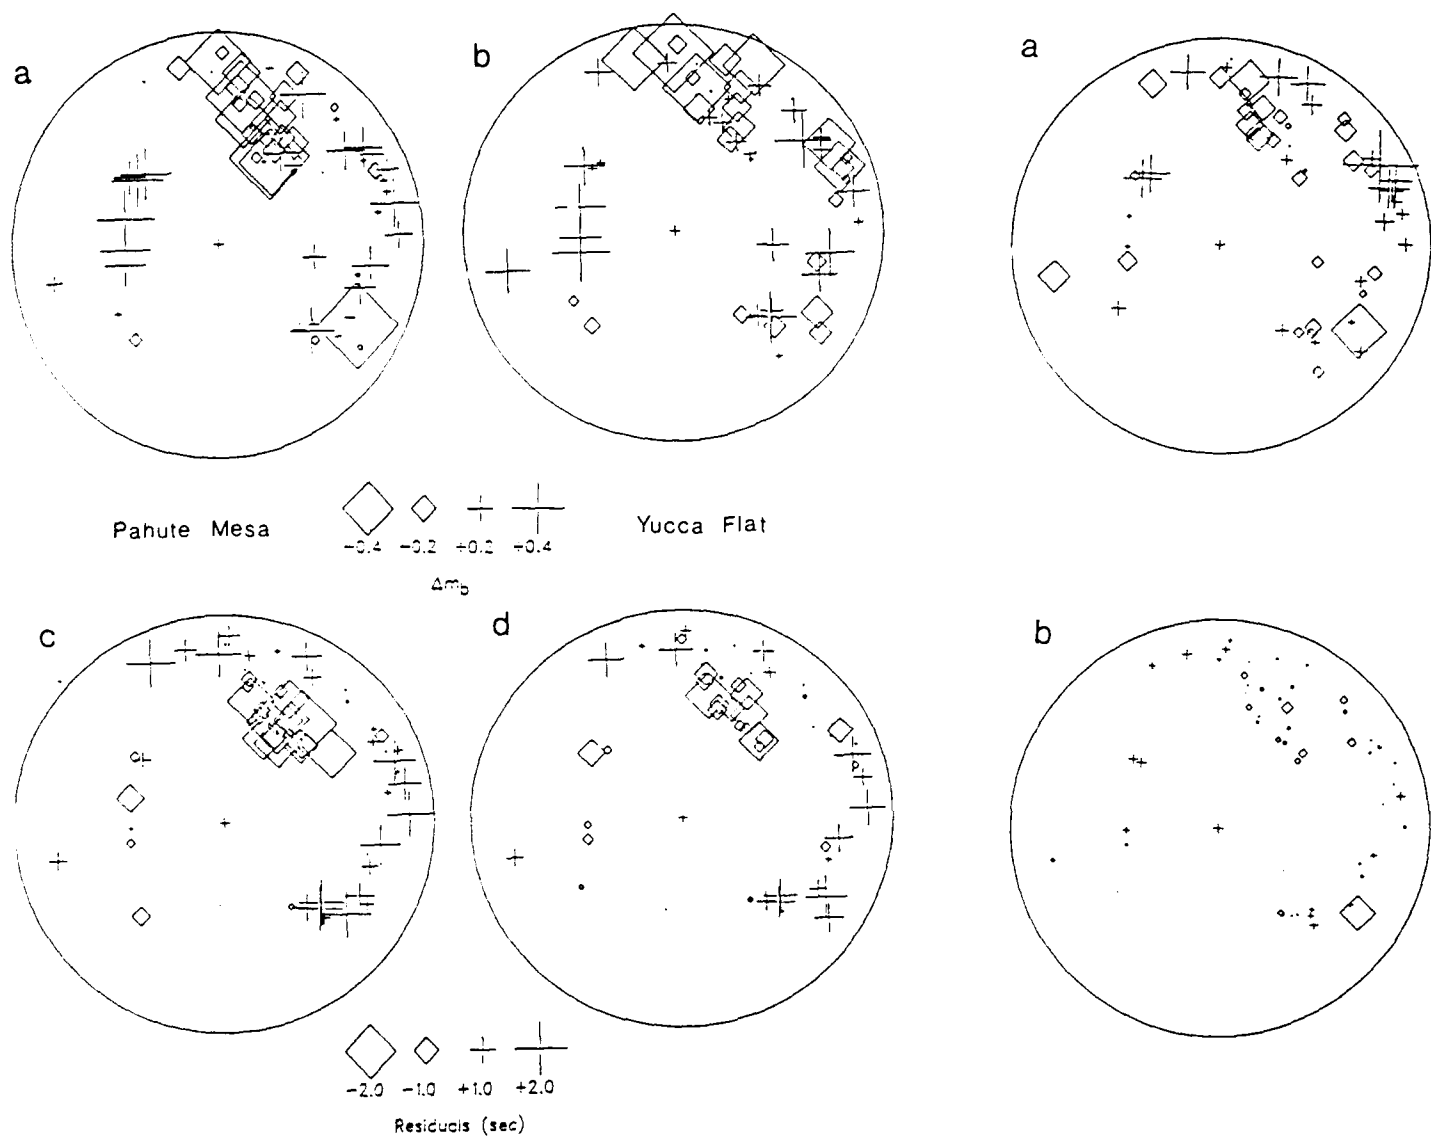 a
b
a
Pahute Mesa
Yucca Flat
-0.4 -0.2 +0.2 +0.4
Δmb
c
d
b
-2.0 -1.0 +1.0 +2.0
Residuals (sec)